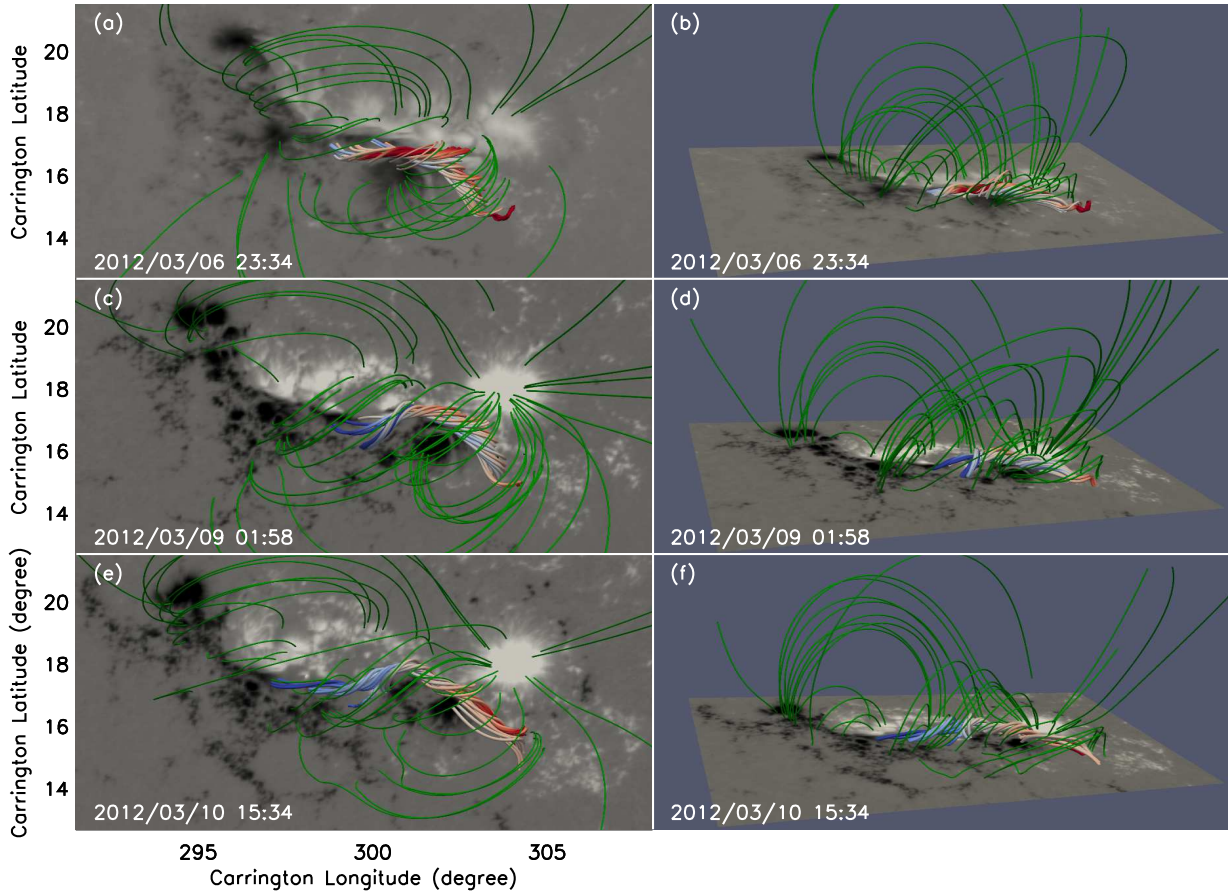 (a)
(b)
20
18
16
14
Carrington Latitude
2012/03/06 23:34
2012/03/06 23:34
(c)
(d)
20
18
16
14
Carrington Latitude
2012/03/09 01:58
2012/03/09 01:58
(e)
(f)
20
18
16
14
Carrington Latitude (degree)
2012/03/10 15:34
2012/03/10 15:34
295 300 305
Carrington Longitude (degree)